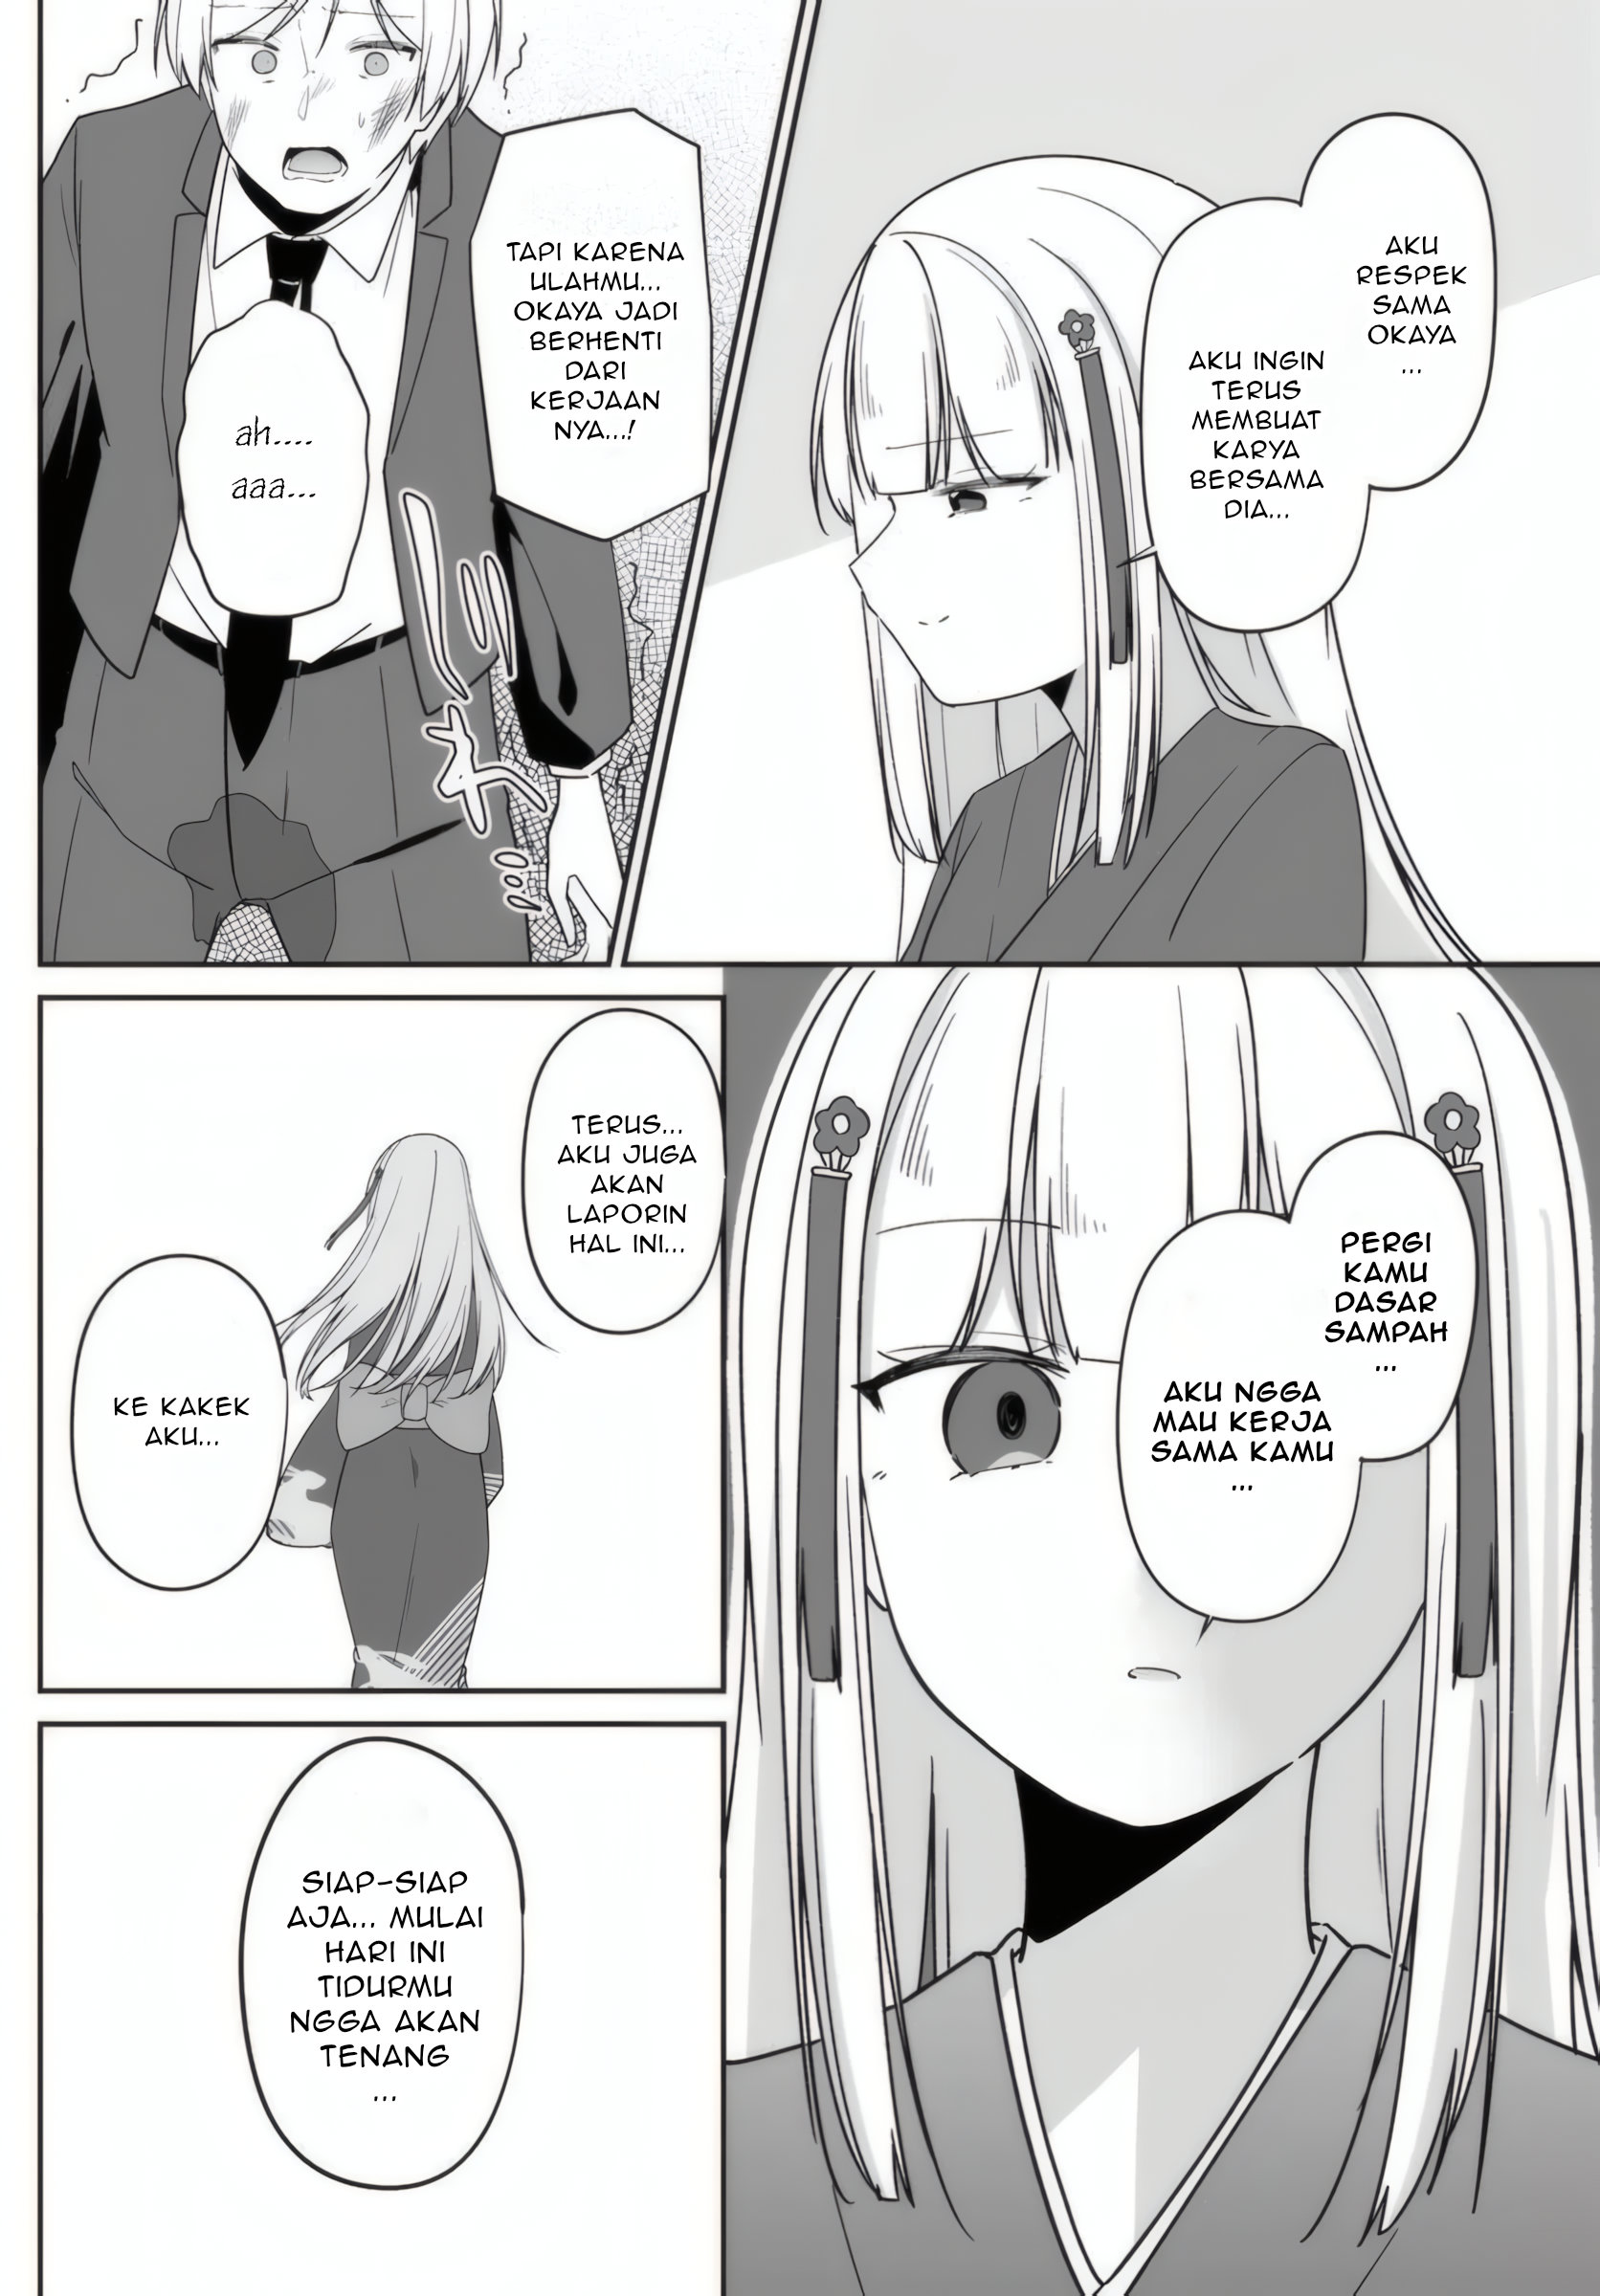 AKU
RESPEK
SAMA
OKAYA
...
AKU INGIN
TERUS
MEMBUAT
KARYA
BERSAMA
DIA...
TAPI KARENA
ULAHMU...
OKAYA JADI
BERHENTI
DARI
KERJAAN
NYA...!
ah....
aaa...
PERGI
KAMU
DASAR
SAMPAH
...
AKU NGGA
MAU KERJA
SAMA KAMU
...
TERUS...
AKU JUGA
AKAN
LAPORIN
HAL INI...
KE KAKEK
AKU...
SIAP-SIAP
AJA... MULAI
HARI INI
TIDURMU
NGGA AKAN
TENANG
...